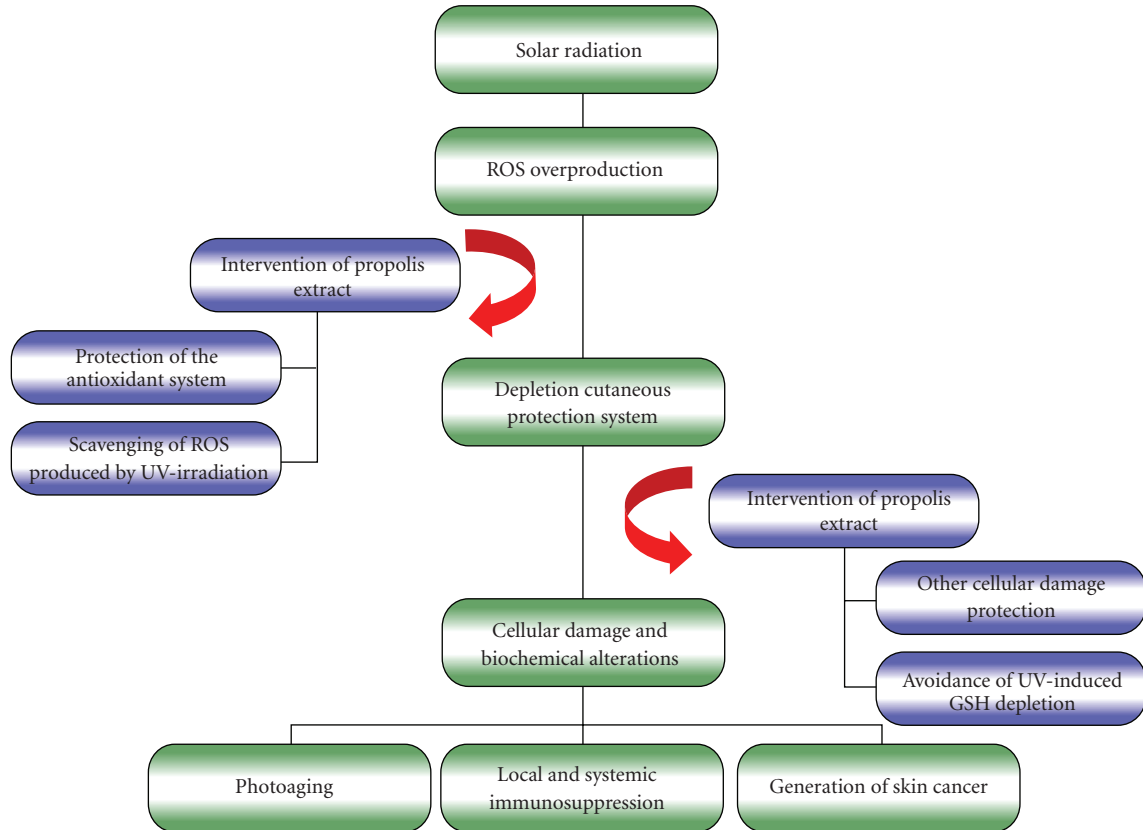 Solar radiation
ROS overproduction
Intervention of propolis
extract
Protection of the
antioxidant system
Scavenging of ROS
produced by UV-irradiation
Depletion cutaneous
protection system
Intervention of propolis
extract
Other cellular damage
protection
Avoidance of UV-induced
GSH depletion
Cellular damage and
biochemical alterations
Photoaging
Local and systemic
immunosuppression
Generation of skin cancer